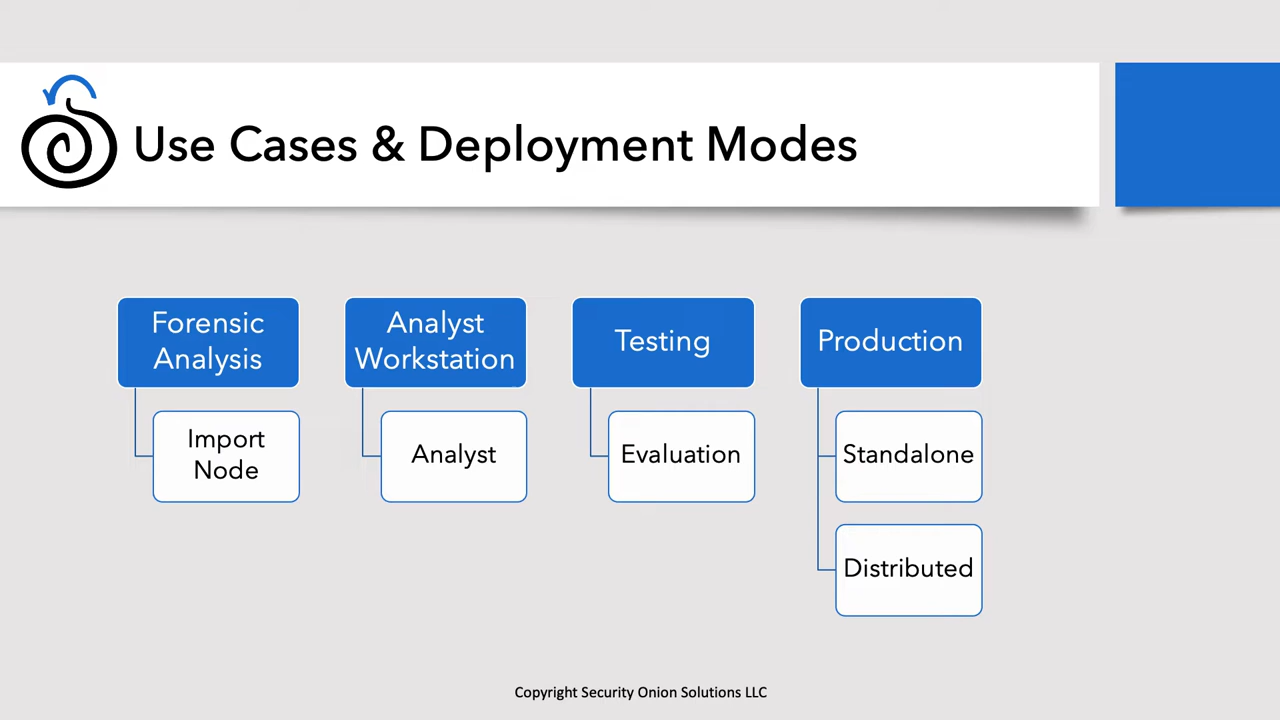 Use Cases & Deployment Modes
Forensic
Analysis
Import
Node
Analyst
Workstation
Analyst
Testing
Evaluation
Production
Standalone
Distributed
Copyright Security Onion Solutions LLC